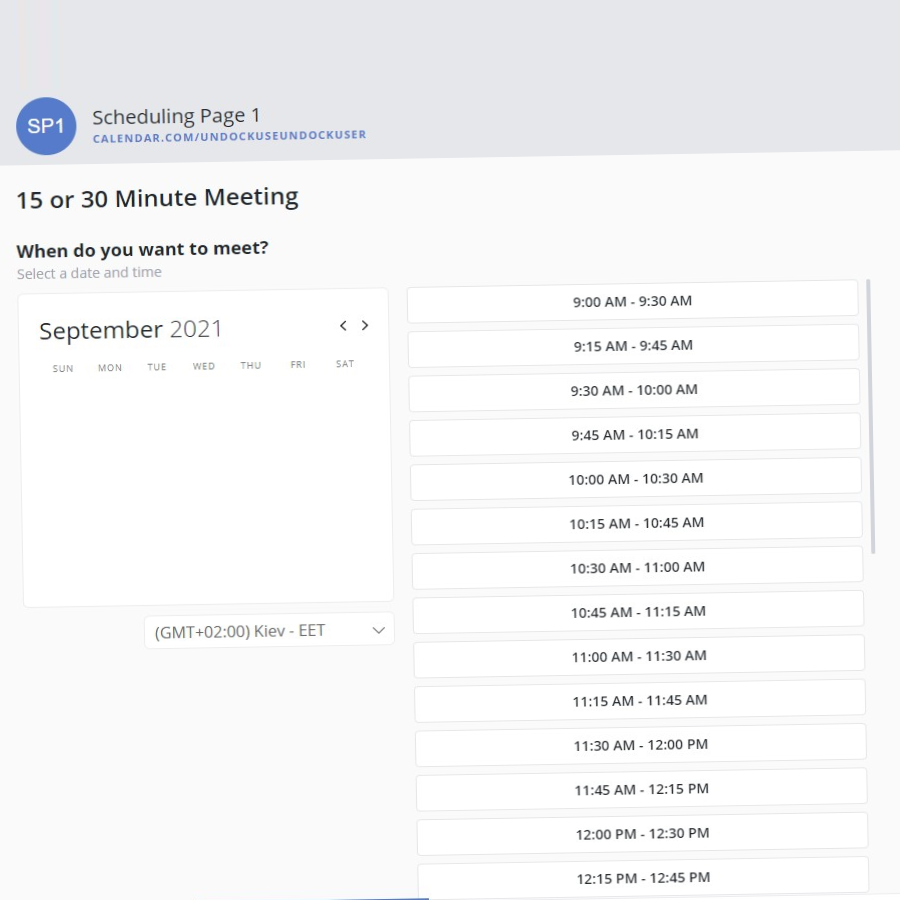 SP1
Scheduling Page 1
CALENDAR.COM/UNDOCKUSEUNDOCKUSER
15 or 30 Minute Meeting
When do you want to meet?
Select a date and time
September 2021
SUN MON TUE WED THU FRI SAT
(GMT+02:00) Kiev - EET
9:00 AM - 9:30 AM
9:15 AM - 9:45 AM
9:30 AM - 10:00 AM
9:45 AM - 10:15 AM
10:00 AM - 10:30 AM
10:15 AM - 10:45 AM
10:30 AM - 11:00 AM
10:45 AM - 11:15 AM
11:00 AM - 11:30 AM
11:15 AM - 11:45 AM
11:30 AM - 12:00 PM
11:45 AM - 12:15 PM
12:00 PM - 12:30 PM
12:15 PM - 12:45 PM